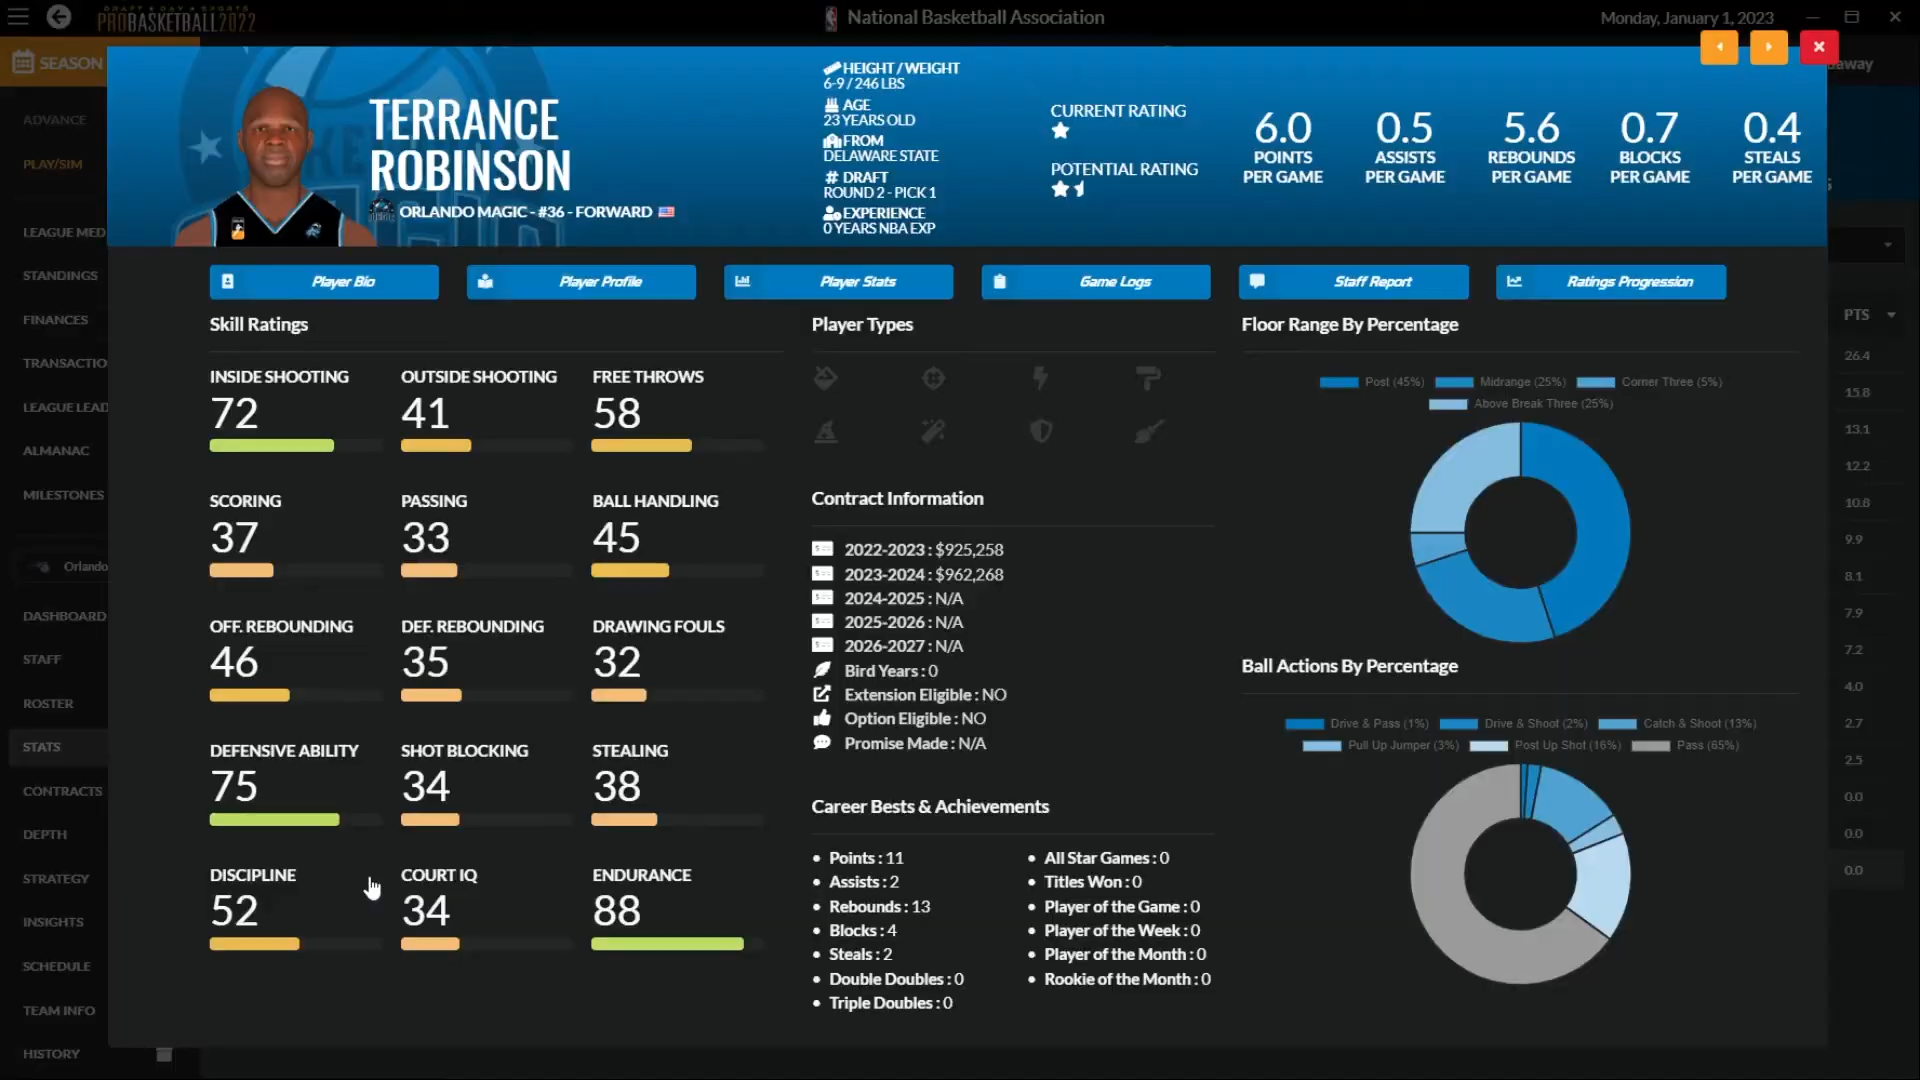 DRAFT • DAY • SPORTS
PROBASKETBALL2022
National Basketball Association
Monday, January 1, 2023
SEASON
away
ADVANCE
PLAY/SIM
LEAGUE MED
STANDINGS
FINANCES
TRANSACTIO
LEAGUE LEAD
ALMANAC
MILESTONES
Orlando
DASHBOARD
STAFF
ROSTER
STATS
CONTRACTS
DEPTH
STRATEGY
INSIGHTS
SCHEDULE
TEAM INFO
HISTORY
TERRANCE
ROBINSON
ORLANDO MAGIC - #36 - FORWARD
HEIGHT / WEIGHT
6-9 / 246 LBS
AGE
23 YEARS OLD
FROM
DELAWARE STATE
# DRAFT
ROUND 2 - PICK 1
EXPERIENCE
0 YEARS NBA EXP
CURRENT RATING
POTENTIAL RATING
6.0
POINTS
PER GAME
0.5
ASSISTS
PER GAME
5.6
REBOUNDS
PER GAME
0.7
BLOCKS
PER GAME
0.4
STEALS
PER GAME
Player Bio
Player Profile
Player Stats
Game Logs
Staff Report
Ratings Progression
Skill Ratings
INSIDE SHOOTING
72
OUTSIDE SHOOTING
41
FREE THROWS
58
SCORING
37
PASSING
33
BALL HANDLING
45
OFF. REBOUNDING
46
DEF. REBOUNDING
35
DRAWING FOULS
32
DEFENSIVE ABILITY
75
SHOT BLOCKING
34
STEALING
38
DISCIPLINE
52
COURT IQ
34
ENDURANCE
88
Player Types
Contract Information
2022-2023 : $925,258
2023-2024 : $962,268
2024-2025 : N/A
2025-2026 : N/A
2026-2027 : N/A
Bird Years : 0
Extension Eligible : NO
Option Eligible : NO
Promise Made : N/A
Career Bests & Achievements
• Points : 11
• Assists : 2
• Rebounds : 13
• Blocks : 4
• Steals : 2
• Double Doubles : 0
• Triple Doubles : 0
• All Star Games : 0
• Titles Won : 0
• Player of the Game : 0
• Player of the Week : 0
• Player of the Month : 0
• Rookie of the Month : 0
Floor Range By Percentage
Post (45%) Midrange (25%) Corner Three (5%)
Above Break Three (25%)
Ball Actions By Percentage
Drive & Pass (1%) Drive & Shoot (2%) Catch & Shoot (13%)
Pull Up Jumper (3%) Post Up Shot (16%) Pass (65%)
PTS
26.4
15.8
13.1
12.2
10.8
9.9
8.1
7.9
7.2
4.0
2.7
2.5
0.0
0.0
0.0